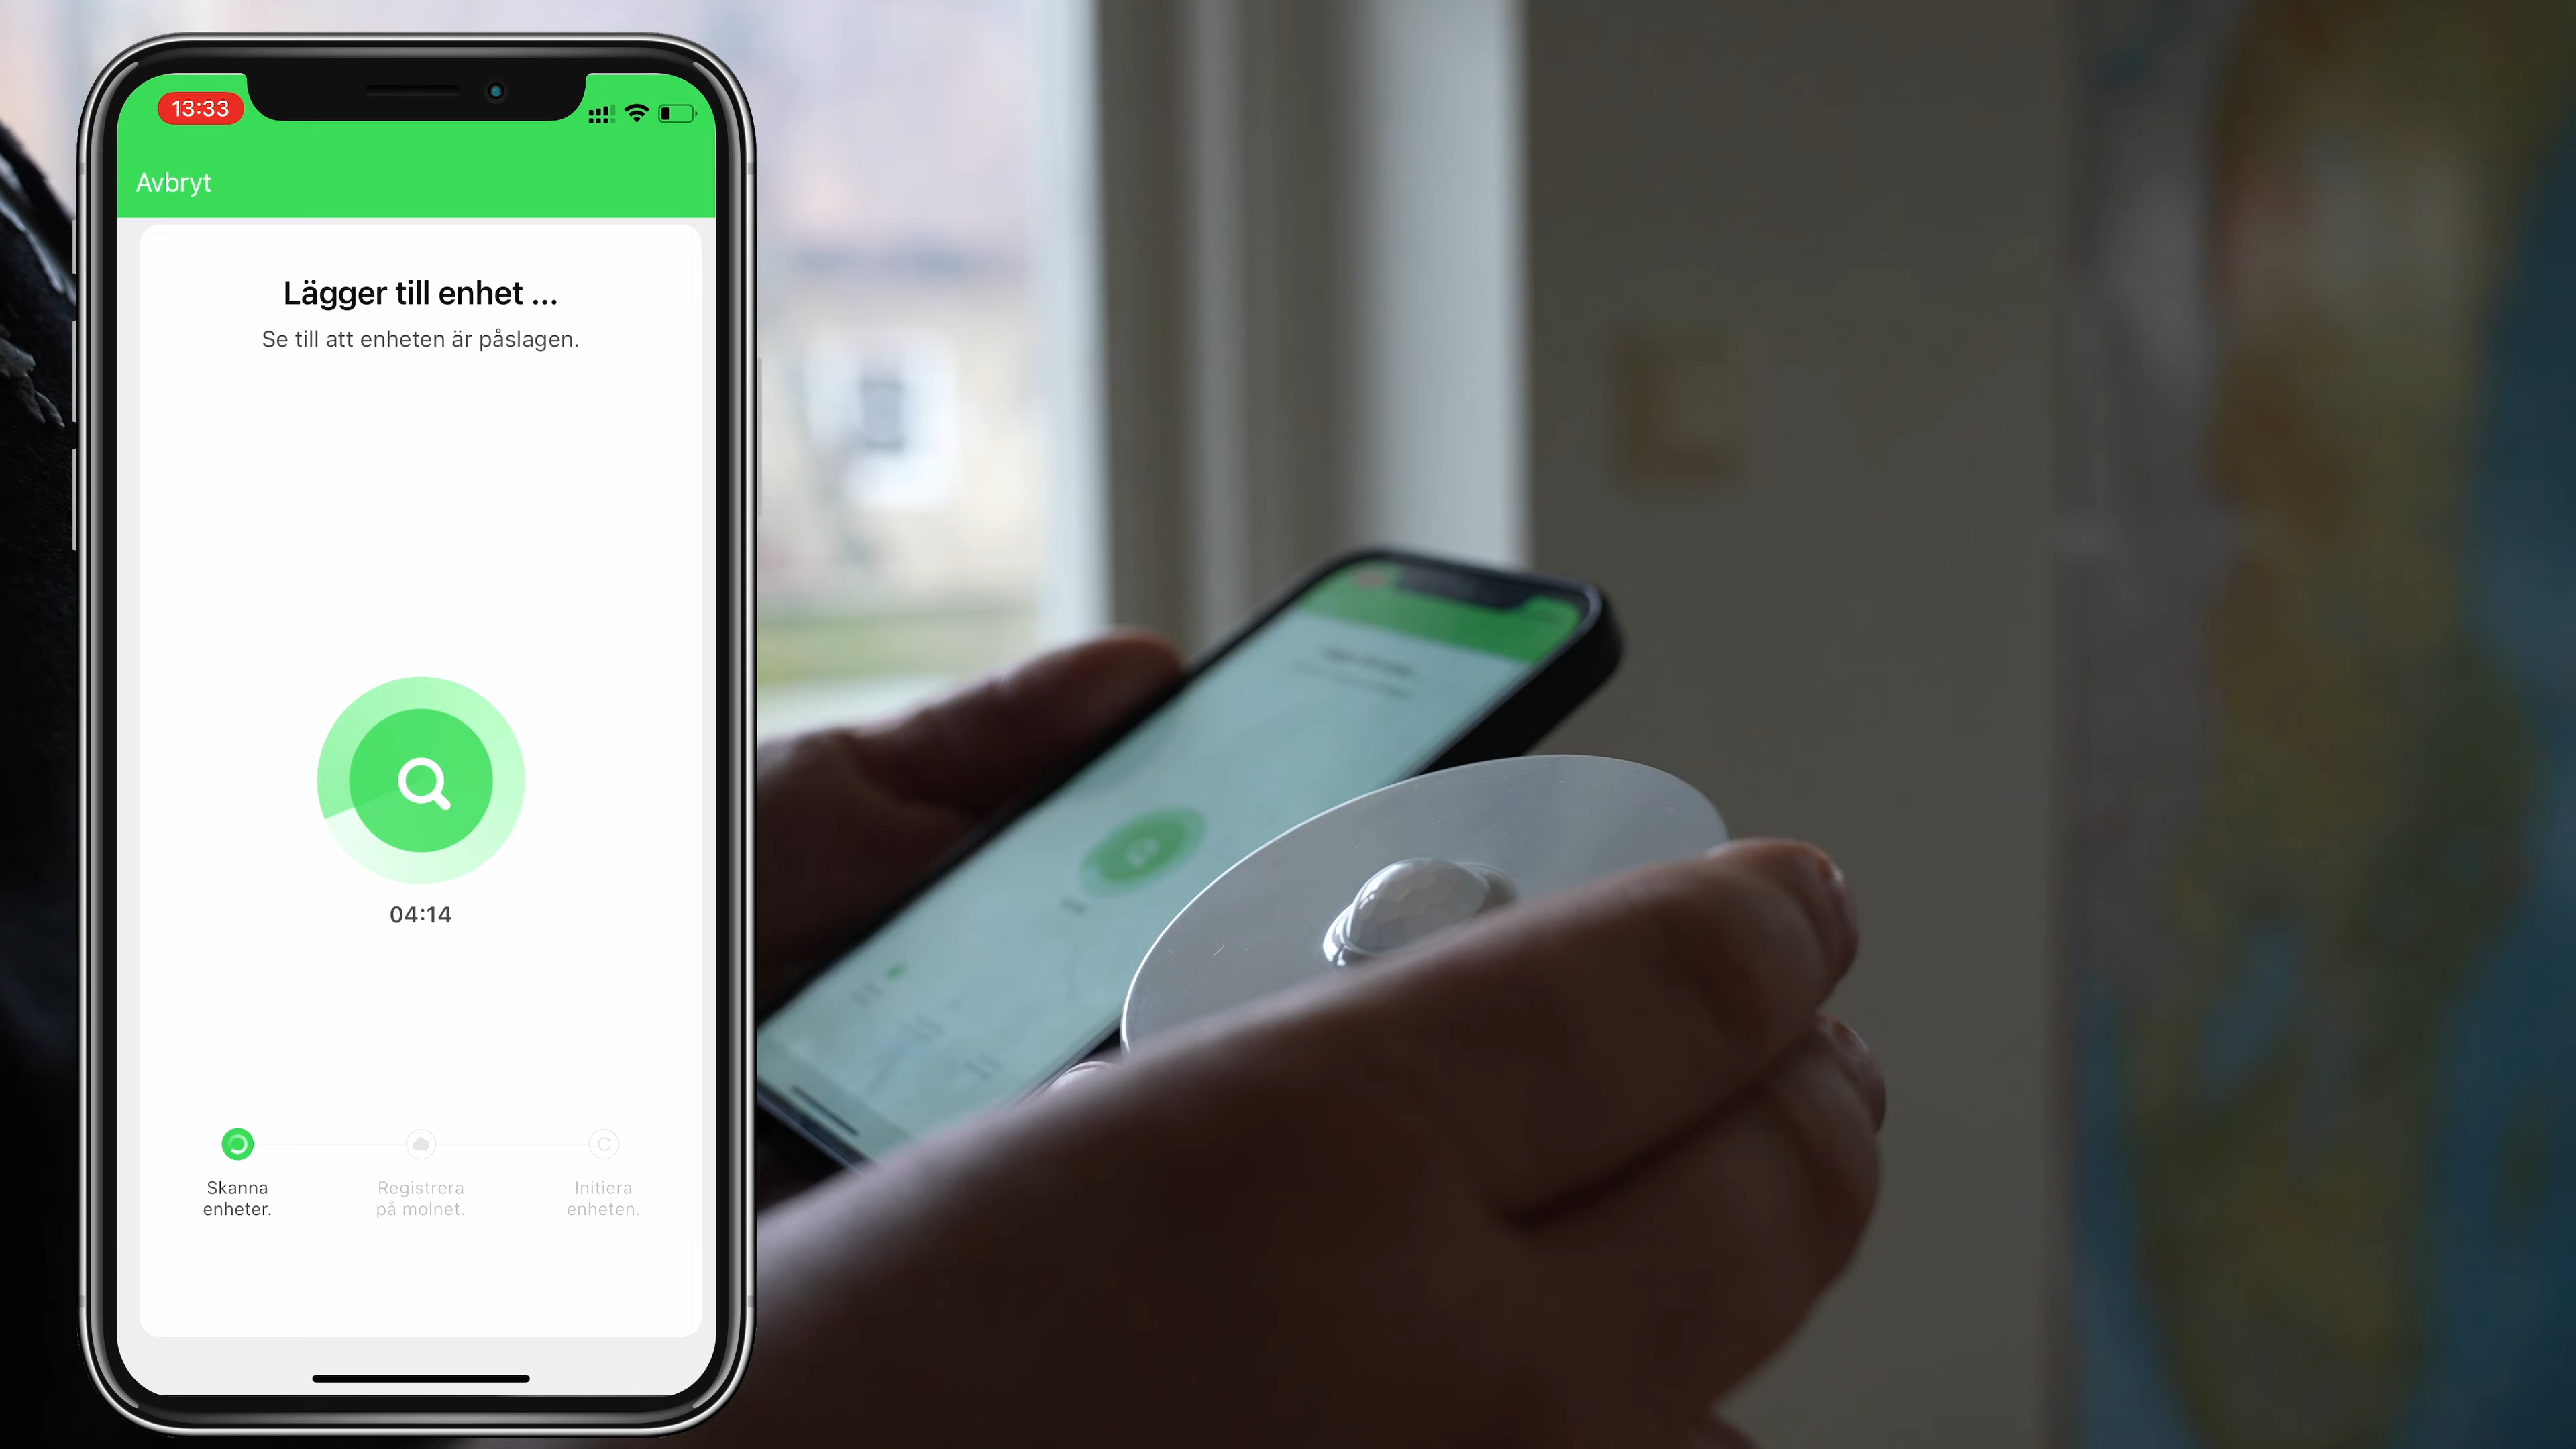 13:33
Avbryt
Lägger till enhet ...
Se till att enheten är påslagen.
04:14
Skanna
enheter.
Registrera
på molnet.
Initiera
enheten.